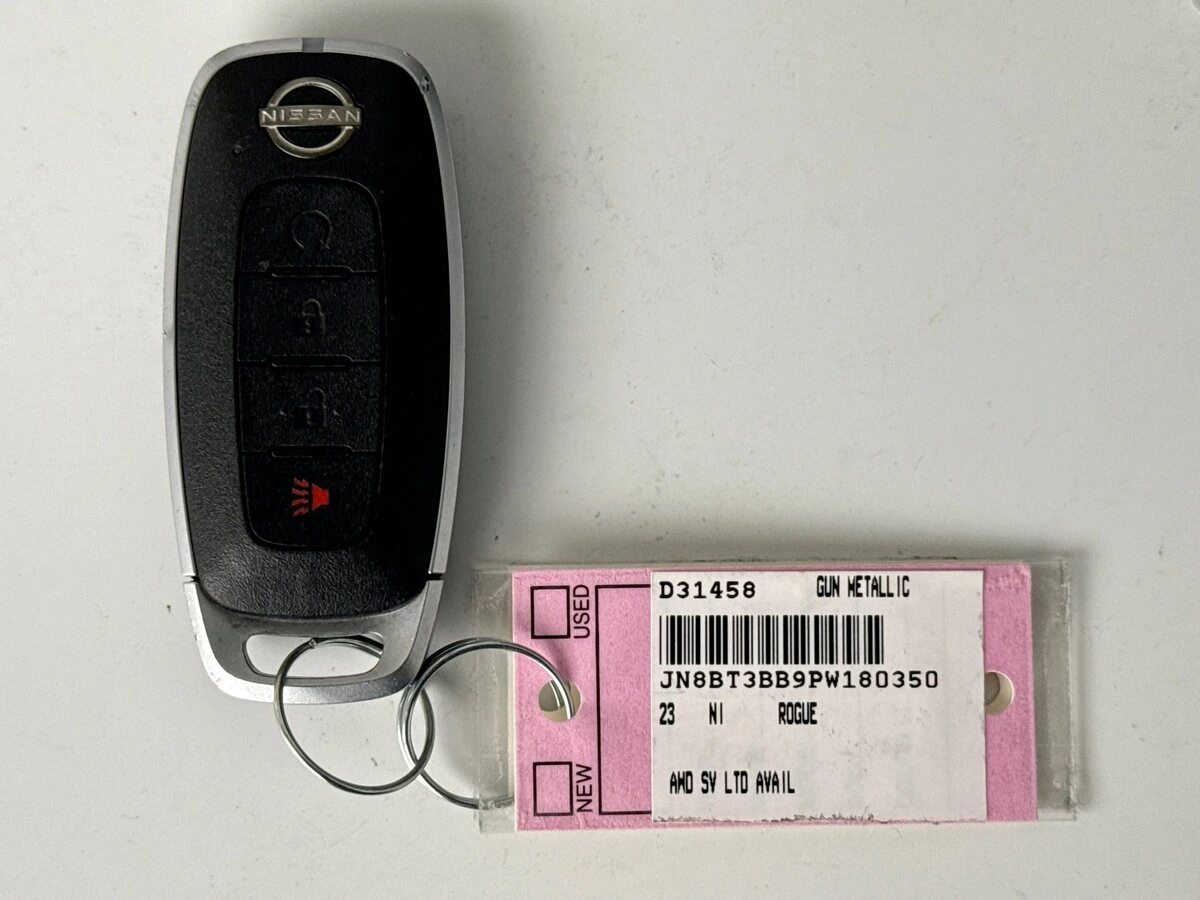 NISSAN
USED
NEW
D31458 GUN METALLIC
JN8BT3BB9PW180350
23 NI ROGUE
AWD SV LTD AVAIL